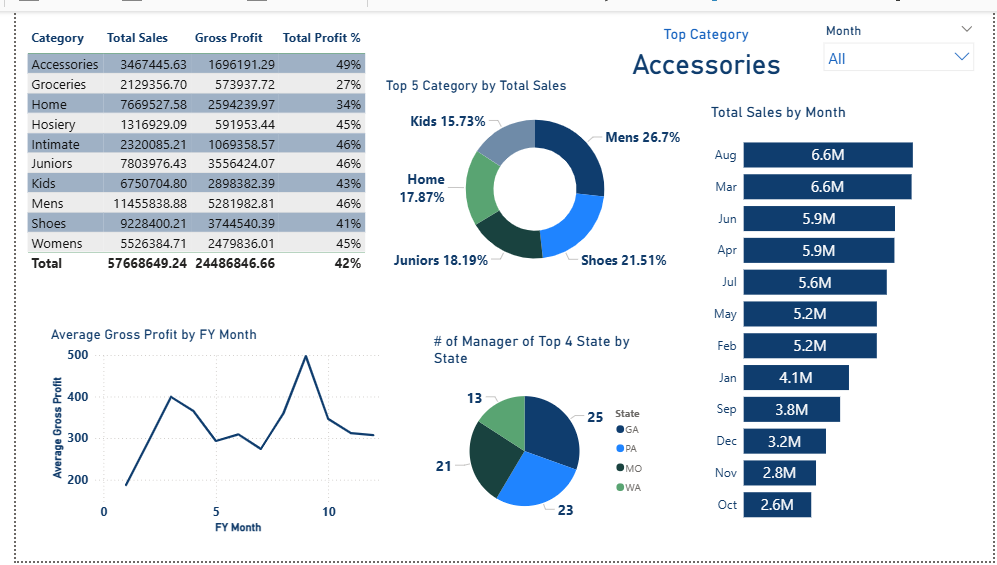 Category Total Sales Gross Profit Total Profit %
Accessories 3467445.63 1696191.29 49%
Groceries 2129356.70 573937.72 27%
Home 7669527.58 2594239.97 34%
Hosiery 1316929.09 591953.44 45%
Intimate 2320085.21 1069358.57 46%
Juniors 7803976.43 3556424.07 46%
Kids 6750704.80 2898382.39 43%
Mens 11455838.88 5281982.81 46%
Shoes 9228400.21 3744540.39 41%
Womens 5526384.71 2479836.01 45%
Total 57668649.24 24486846.66 42%
Top 5 Category by Total Sales
Kids 15.73%
Mens 26.7%
Home
17.87%
Juniors 18.19%
Shoes 21.51%
Top Category
Accessories
Month
All
Total Sales by Month
Aug 6.6M
Mar 6.6M
Jun 5.9M
Apr 5.9M
Jul 5.6M
May 5.2M
Feb 5.2M
Jan 4.1M
Sep 3.8M
Dec 3.2M
Nov 2.8M
Oct 2.6M
Average Gross Profit by FY Month
500
400
300
200
Average Gross Profit
0 5 10
FY Month
# of Manager of Top 4 State by
State
13
25
21
23
State
GA
PA
MO
WA